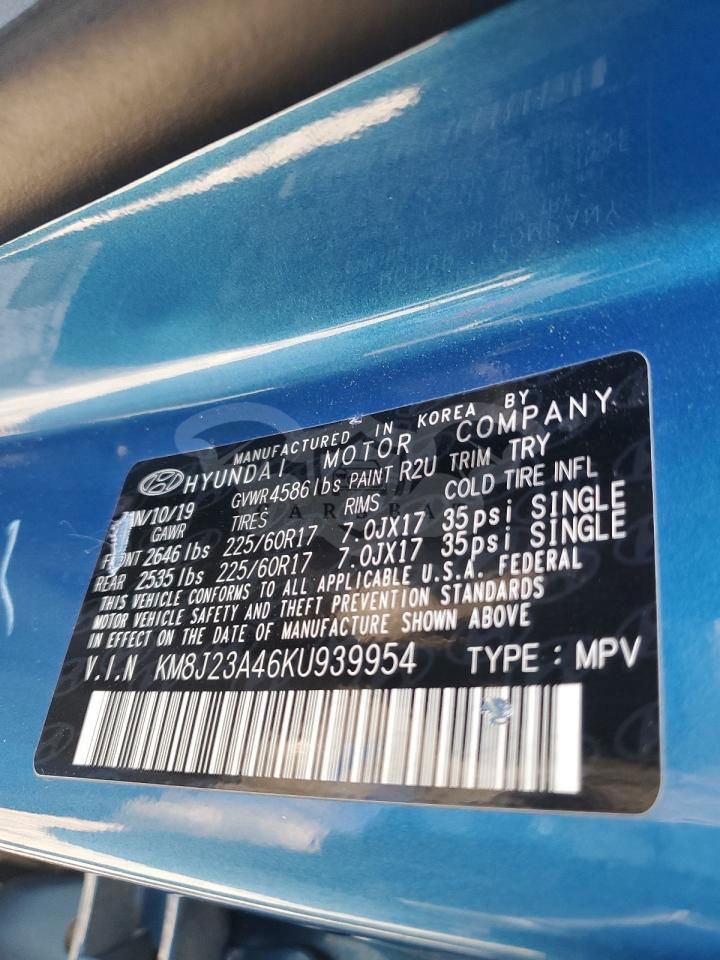 MANUFACTURED IN KOREA BY
HYUNDAI MOTOR COMPANY
N/10/19 GVWR 4586 lbs PAINT R2U TRIM TRY
GAWR TIRES RIMS COLD TIRE INFL
2646 lbs 225/60R17 7.0JX17 35psi SINGLE
REAR 2535 lbs 225/60R17 7.0JX17 35psi SINGLE
THIS VEHICLE CONFORMS TO ALL APPLICABLE U.S.A. FEDERAL
MOTOR VEHICLE SAFETY AND THEFT PREVENTION STANDARDS
IN EFFECT ON THE DATE OF MANUFACTURE SHOWN ABOVE
V.I.N KM8J23A46KU939954 TYPE : MPV